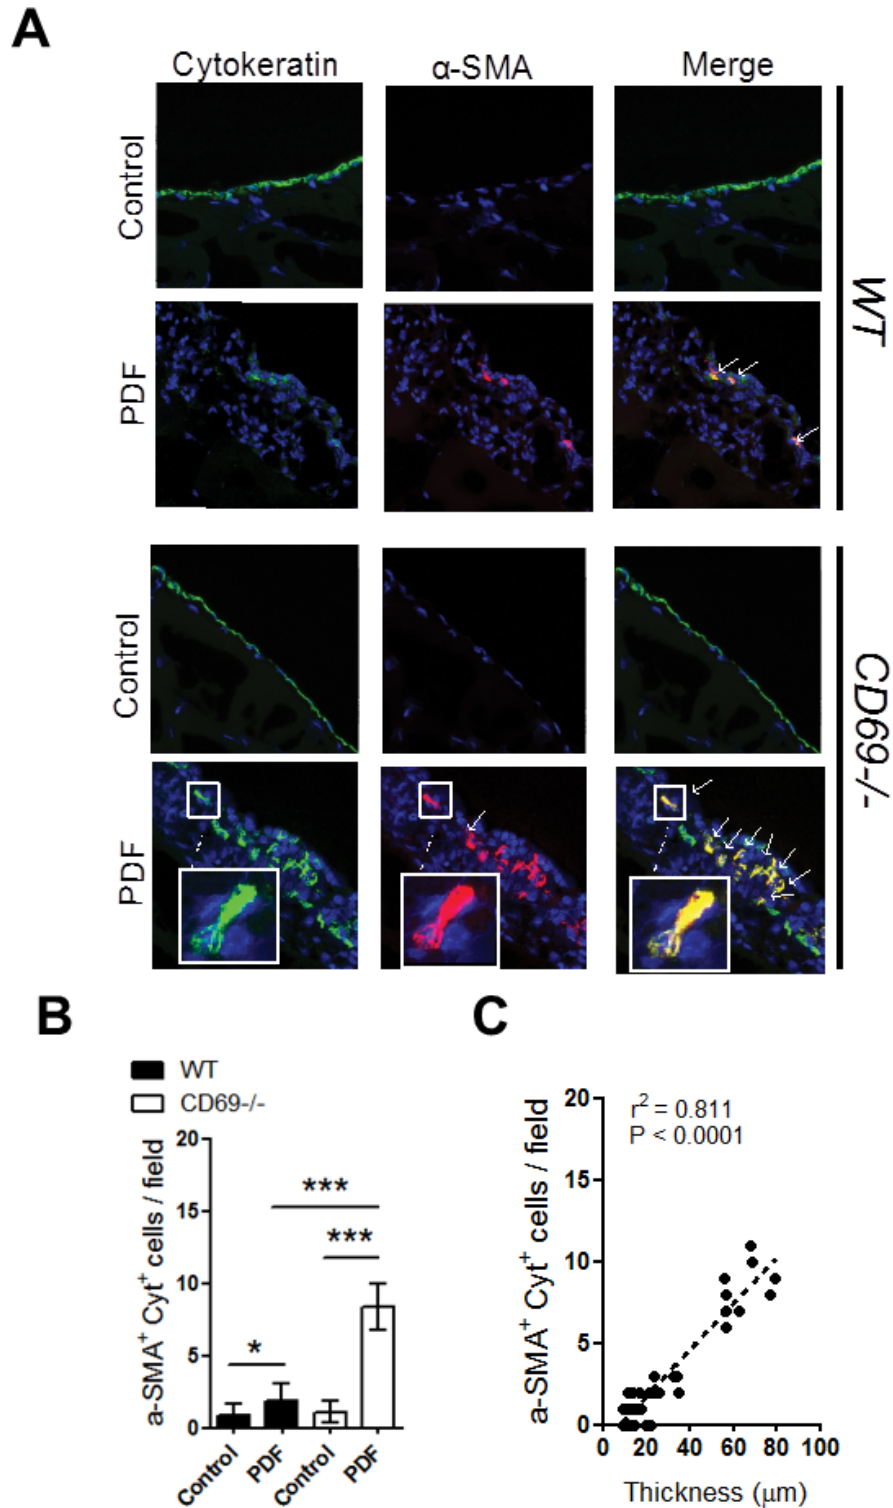 A
Cytokeratin α-SMA Merge
Control
PDF
WT
Control
PDF
CD69-/-
B
WT
CD69-/-
a-SMA⁺ Cyt⁺ cells / field
20
15
10
5
0
***
***
*
Control PDF Control PDF
C
a-SMA⁺ Cyt⁺ cells / field
20
15
10
5
0
r² = 0.811
P < 0.0001
0 20 40 60 80 100
Thickness (μm)